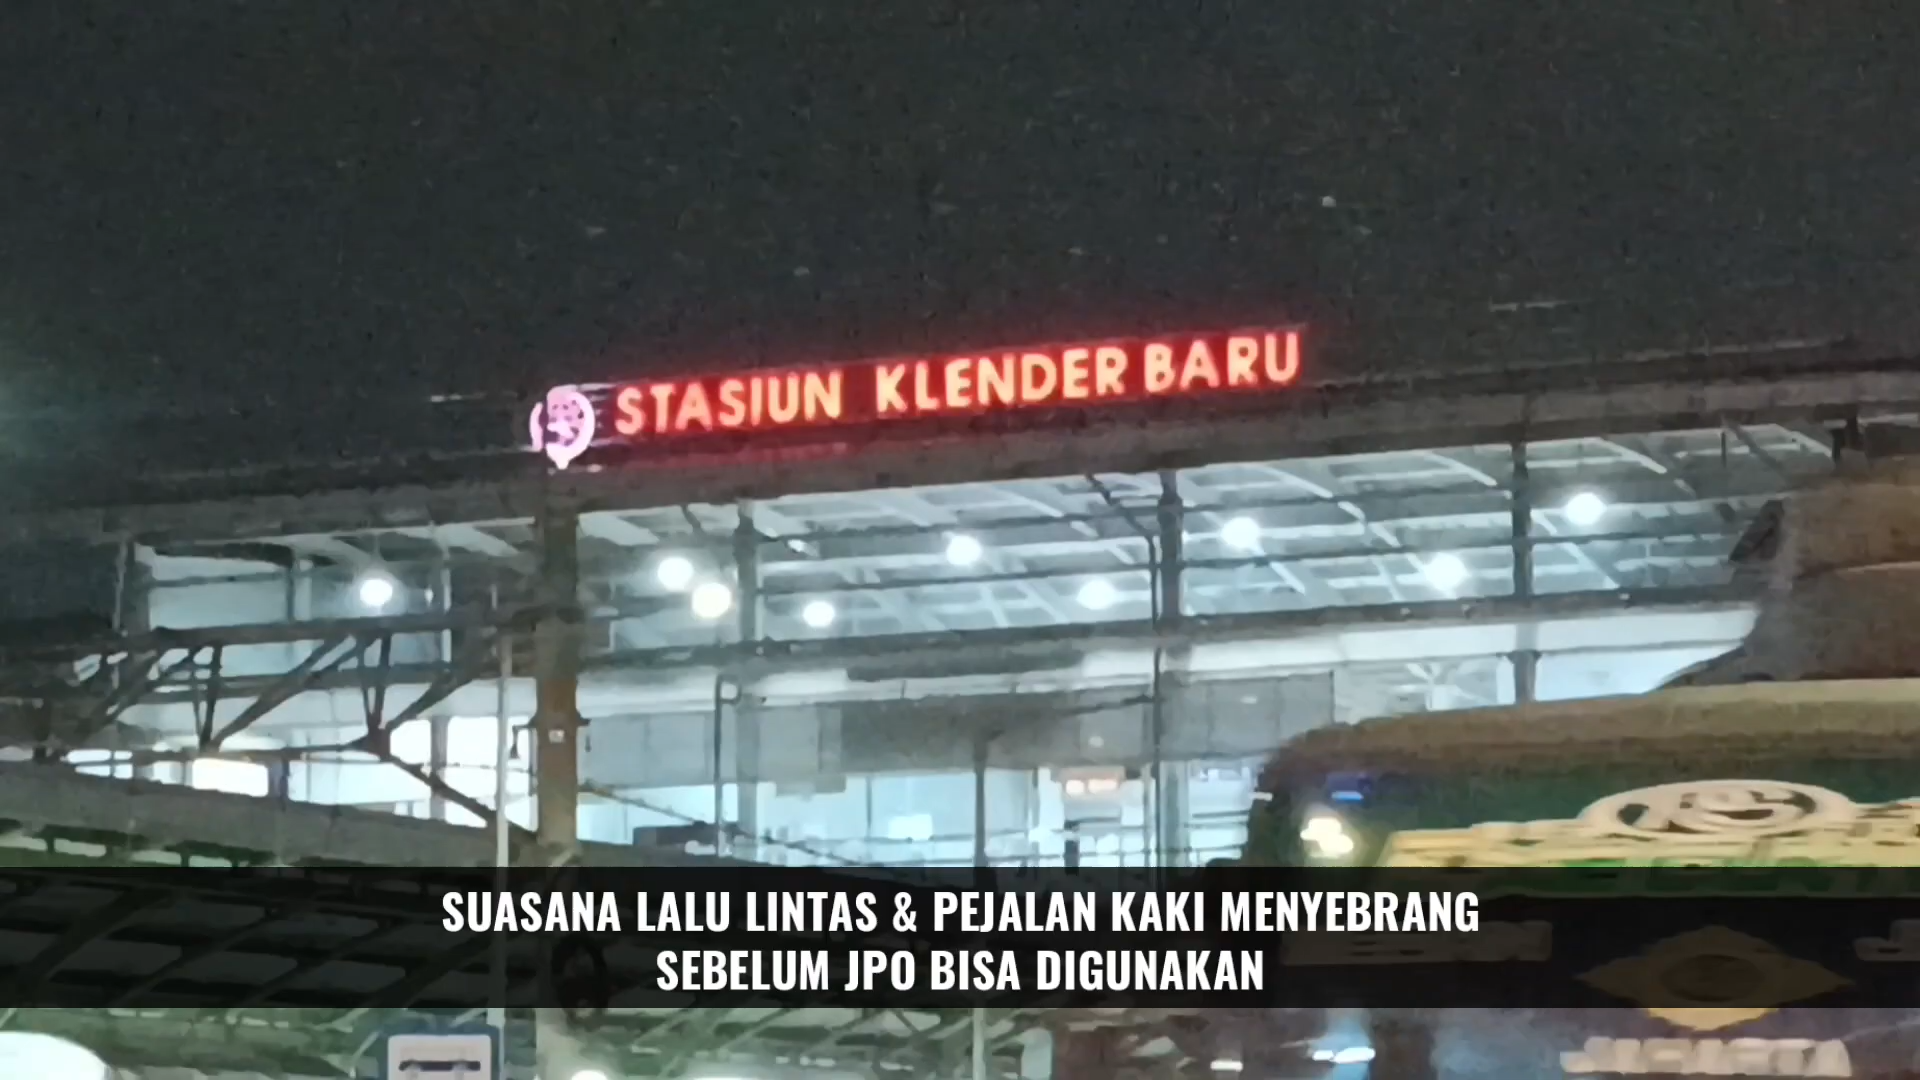 STASIUN KLENDER BARU
SUASANA LALU LINTAS & PEJALAN KAKI MENYEBRANG
SEBELUM JPO BISA DIGUNAKAN